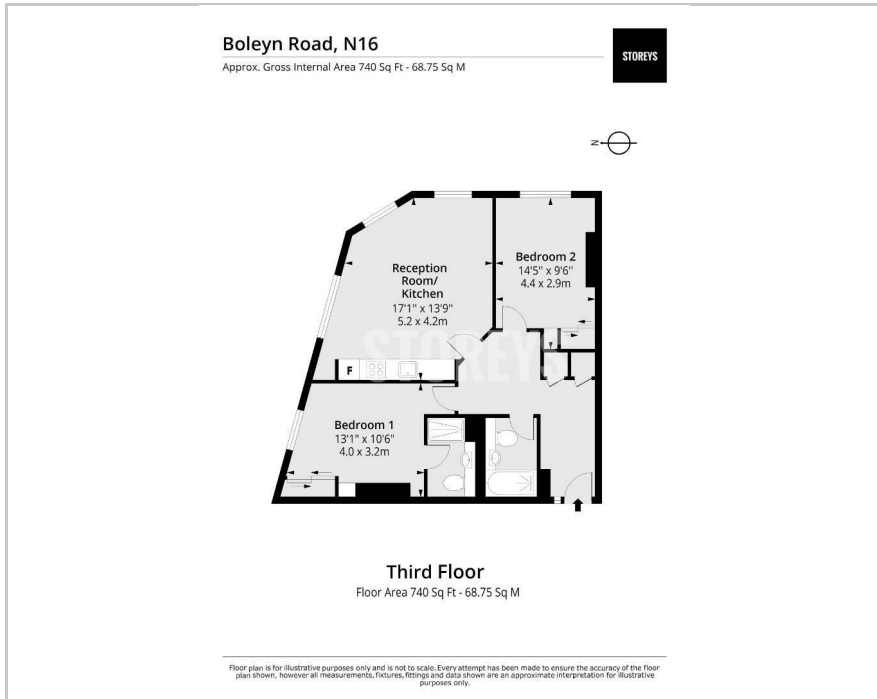 Boleyn Road, N16
Approx. Gross Internal Area 740 Sq Ft - 68.75 Sq M
STOREYS
N
Reception
Room/
Kitchen
17'1" x 13'9"
5.2 x 4.2m
Bedroom 2
14'5" x 9'6"
4.4 x 2.9m
STOREYS
F
Bedroom 1
13'1" x 10'6"
4.0 x 3.2m
Third Floor
Floor Area 740 Sq Ft - 68.75 Sq M
Floor plan is for illustrative purposes only and is not to scale. Every attempt has been made to ensure the accuracy of the floor
plan shown, however all measurements, fixtures, fittings and data shown are an approximate interpretation for illustrative
purposes only.